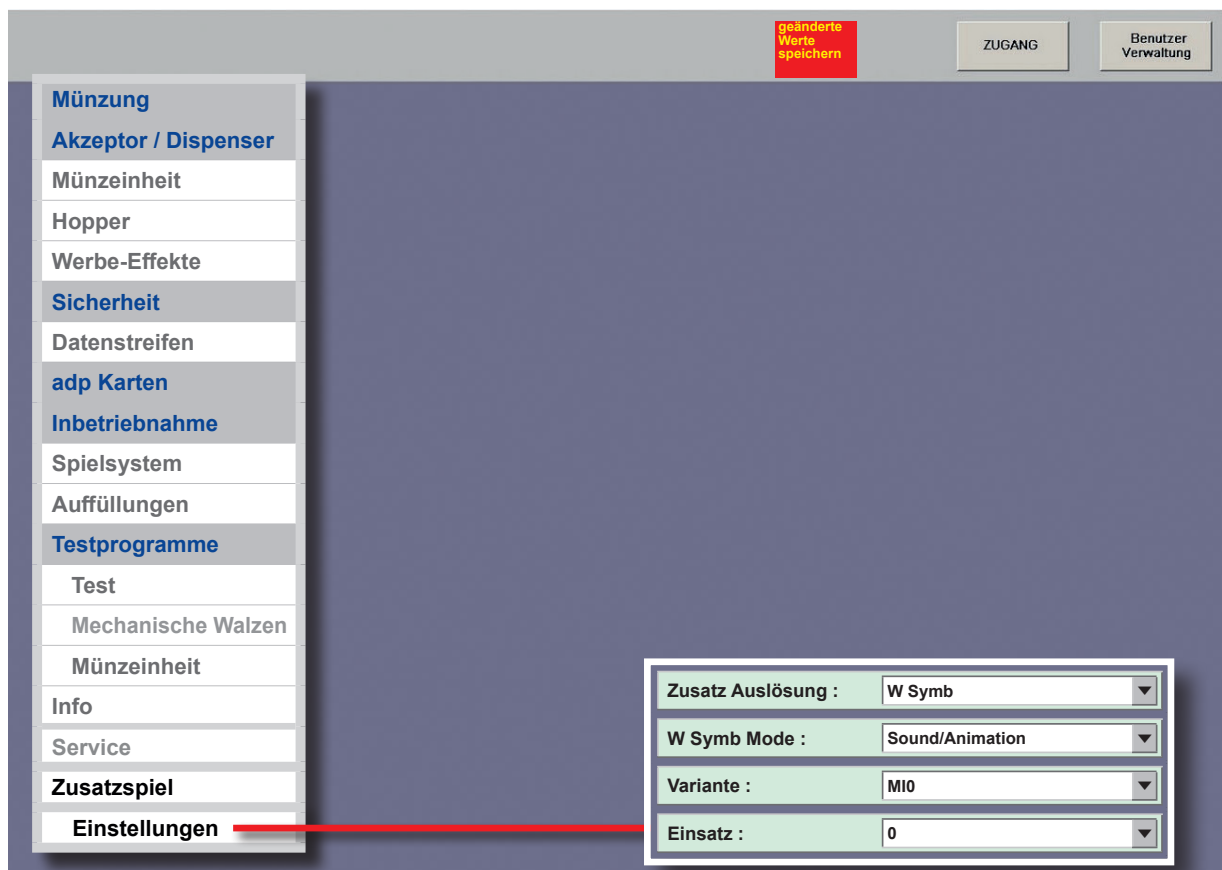 geänderte
Werte
speichern
ZUGANG
Benutzer
Verwaltung
Münzung
Akzeptor / Dispenser
Münzeinheit
Hopper
Werbe-Effekte
Sicherheit
Datenstreifen
adp Karten
Inbetriebnahme
Spielsystem
Auffüllungen
Testprogramme
Test
Mechanische Walzen
Münzeinheit
Info
Service
Zusatzspiel
Einstellungen
Zusatz Auslösung : W Symb
W Symb Mode : Sound/Animation
Variante : MI0
Einsatz : 0